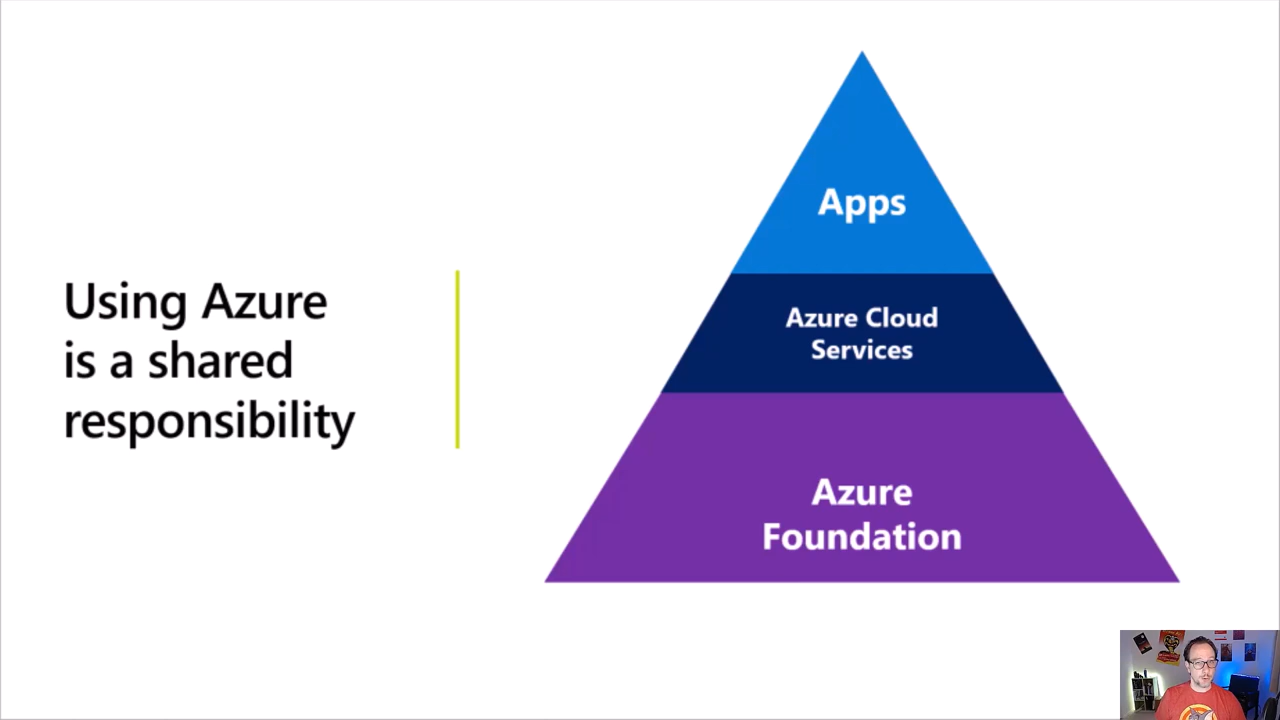 Using Azure
is a shared
responsibility
Apps
Azure Cloud
Services
Azure
Foundation